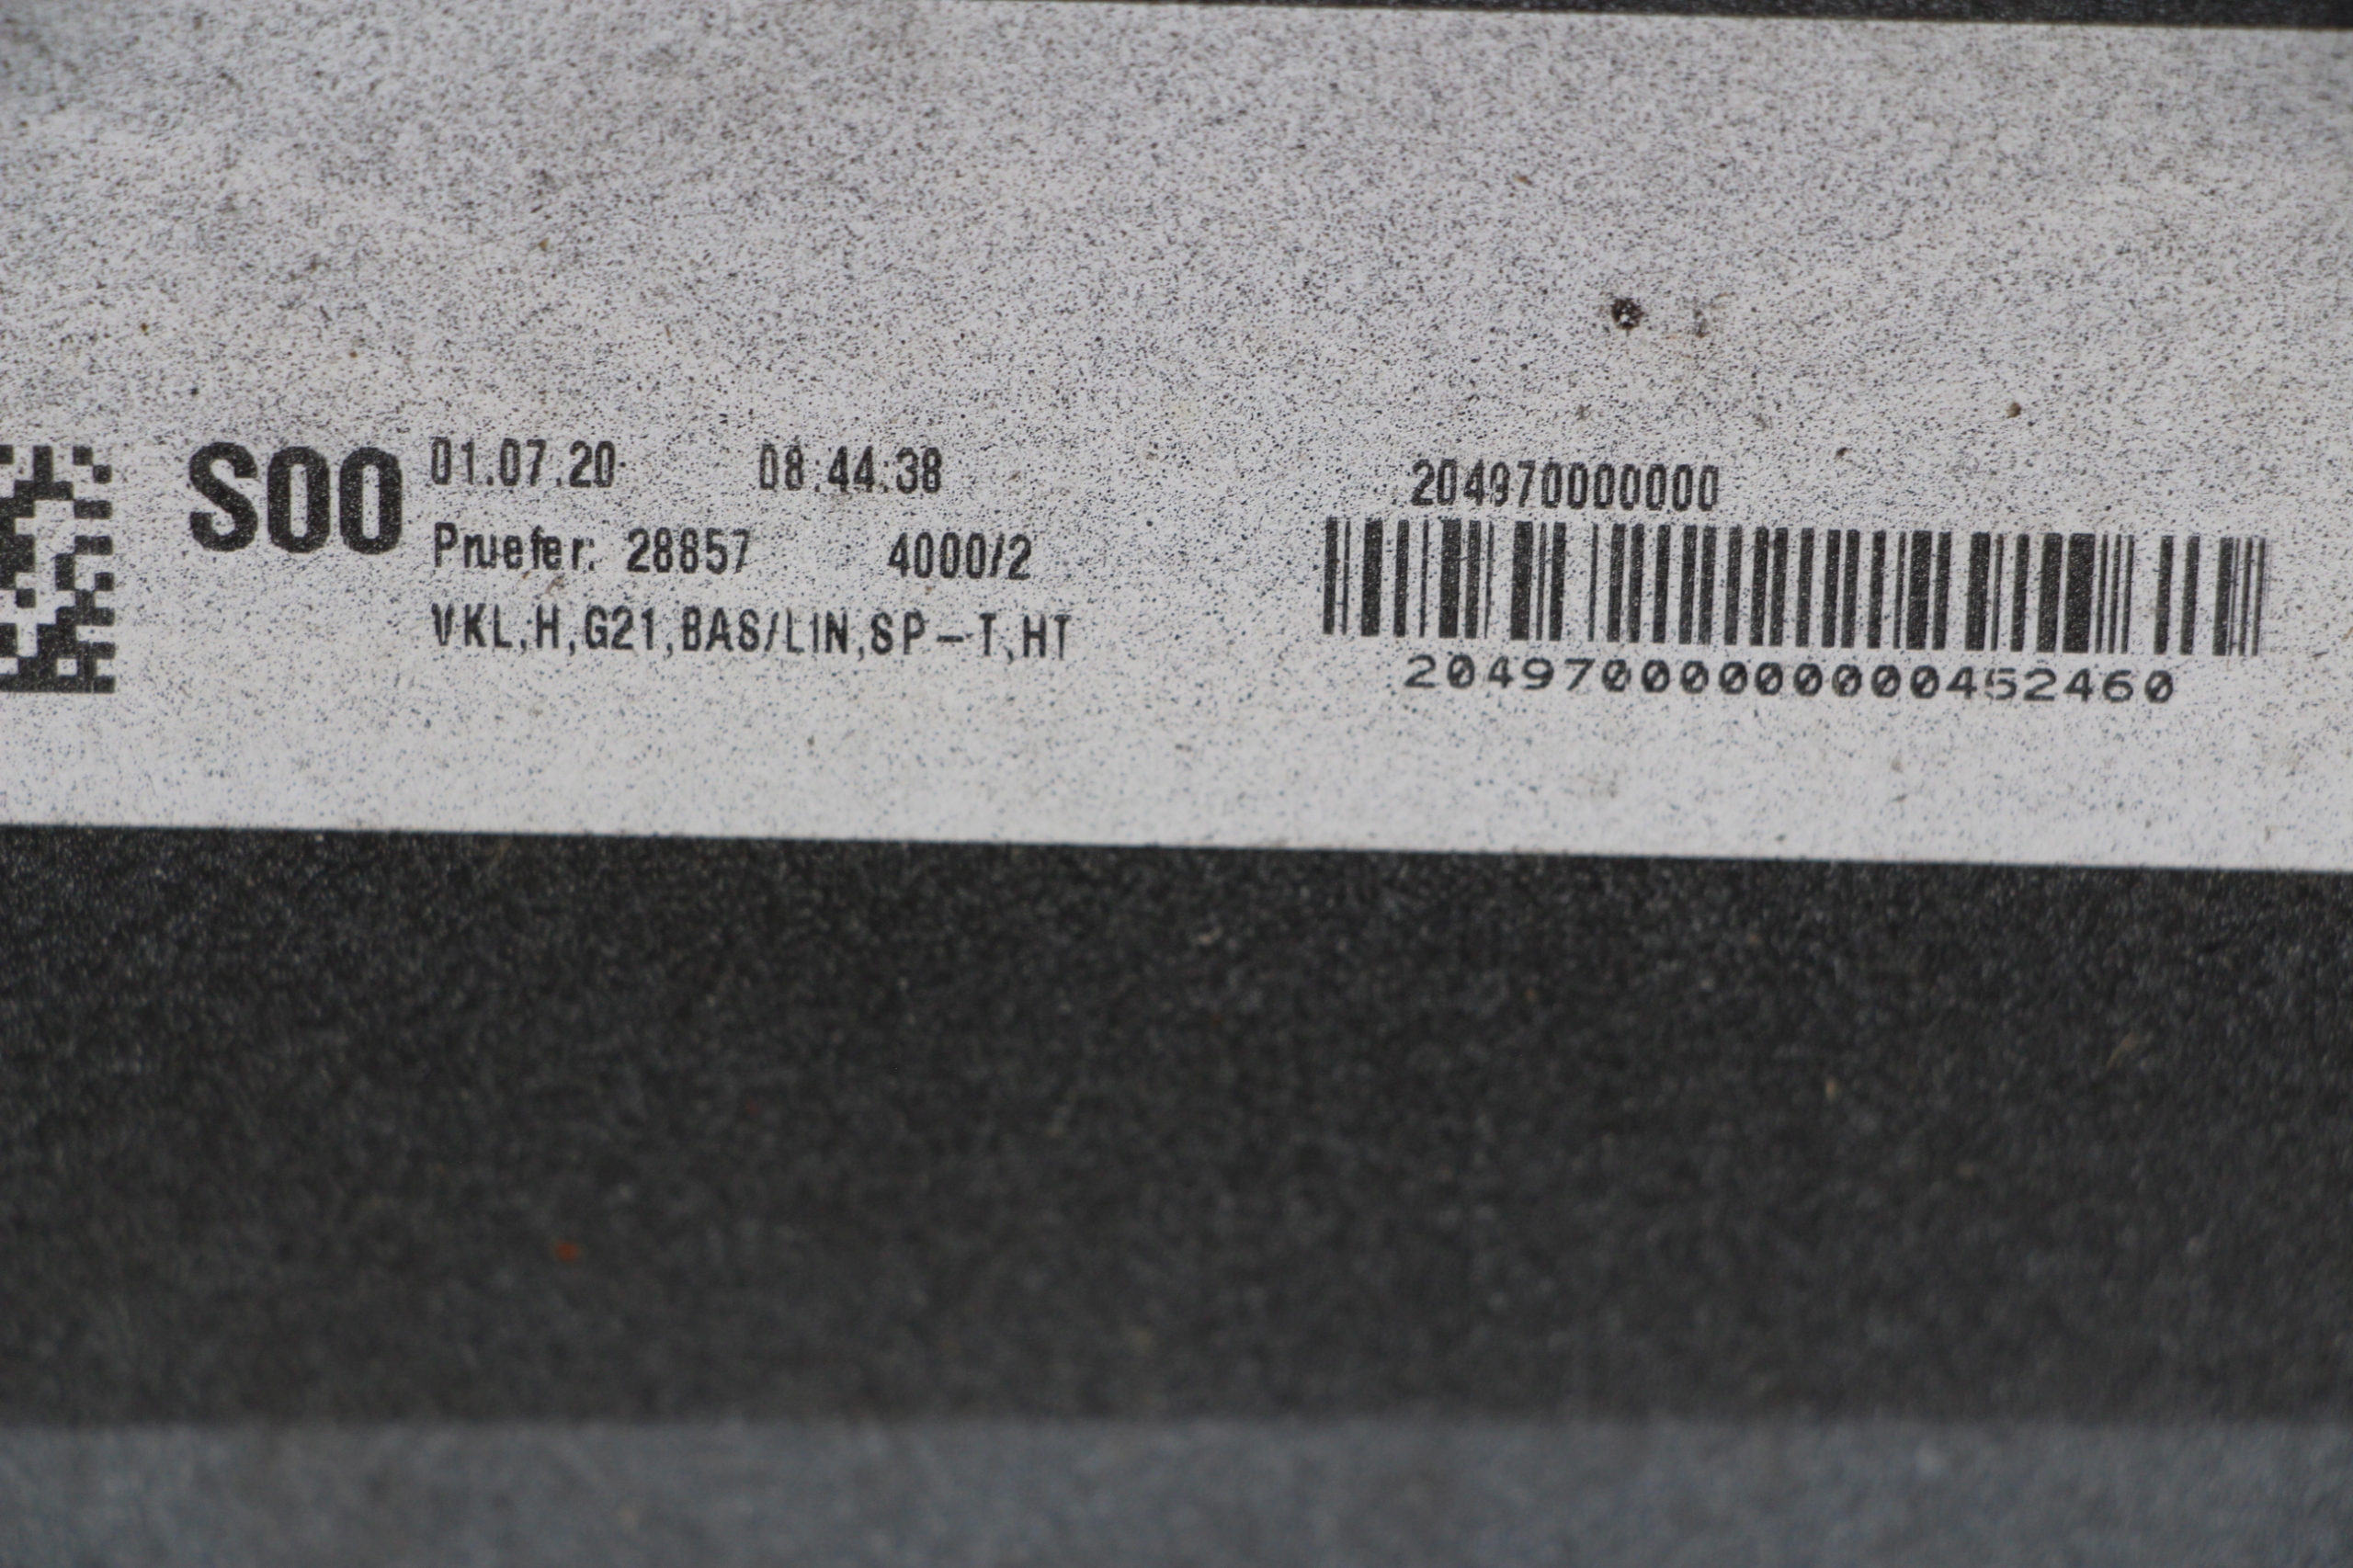 S00
01.07.20 08:44:38
Pruefer: 28857 4000/2
VKL,H,G21,BAS/LIN,SP-T,HT
204970000000
20497000000000452460